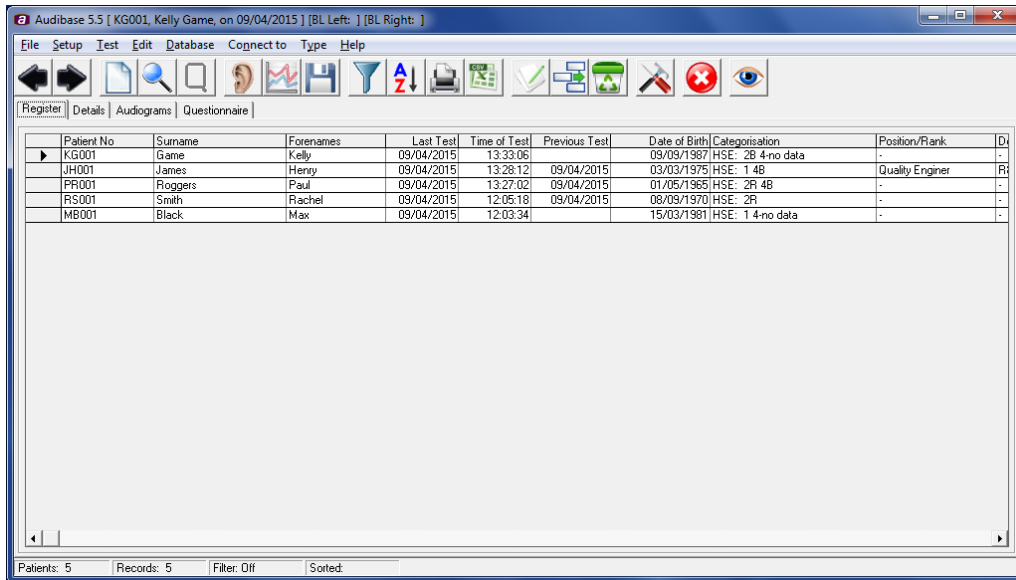 a Audibase 5.5 [ KG001, Kelly Game, on 09/04/2015 ] [BL Left: ] [BL Right: ]
File Setup Test Edit Database Connect to Type Help
A Z CSV
Register Details Audiograms Questionnaire
Patient No Surname Forenames Last Test Time of Test Previous Test Date of Birth Categorisation Position/Rank
KG001 Game Kelly 09/04/2015 13:33:06 09/09/1987 HSE: 2B 4-no data - -
JH001 James Henry 09/04/2015 13:28:12 09/04/2015 03/03/1975 HSE: 1 4B Quality Enginer
PR001 Roggers Paul 09/04/2015 13:27:02 09/04/2015 01/05/1965 HSE: 2R 4B - -
RS001 Smith Rachel 09/04/2015 12:05:18 09/04/2015 08/09/1970 HSE: 2R - -
MB001 Black Max 09/04/2015 12:03:34 15/03/1981 HSE: 1 4-no data - -
Patients: 5 Records: 5 Filter: Off Sorted: